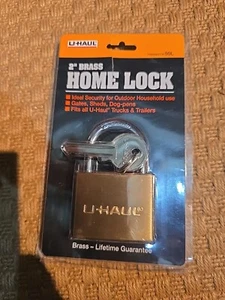 U-HAUL
2" BRASS
HOME LOCK
Ideal Security for Outdoor Household use
Gates, Sheds, Dog-pens
Fits all U-Haul® Trucks & Trailers
U-HAUL®
Brass – Lifetime Guarantee